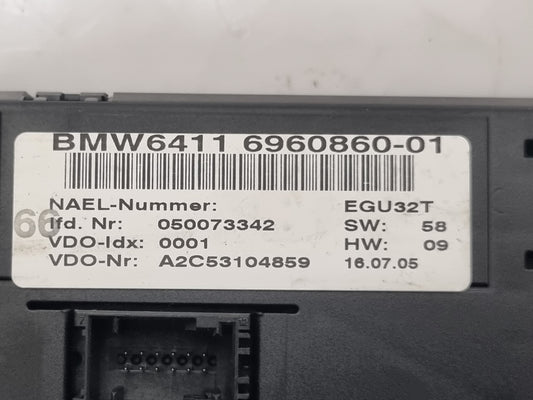 BMW6411 6960860-01
NAEL-Nummer: EGU32T
lfd. Nr: 050073342 SW: 58
VDO-Idx: 0001 HW: 09
VDO-Nr: A2C53104859 16.07.05
66